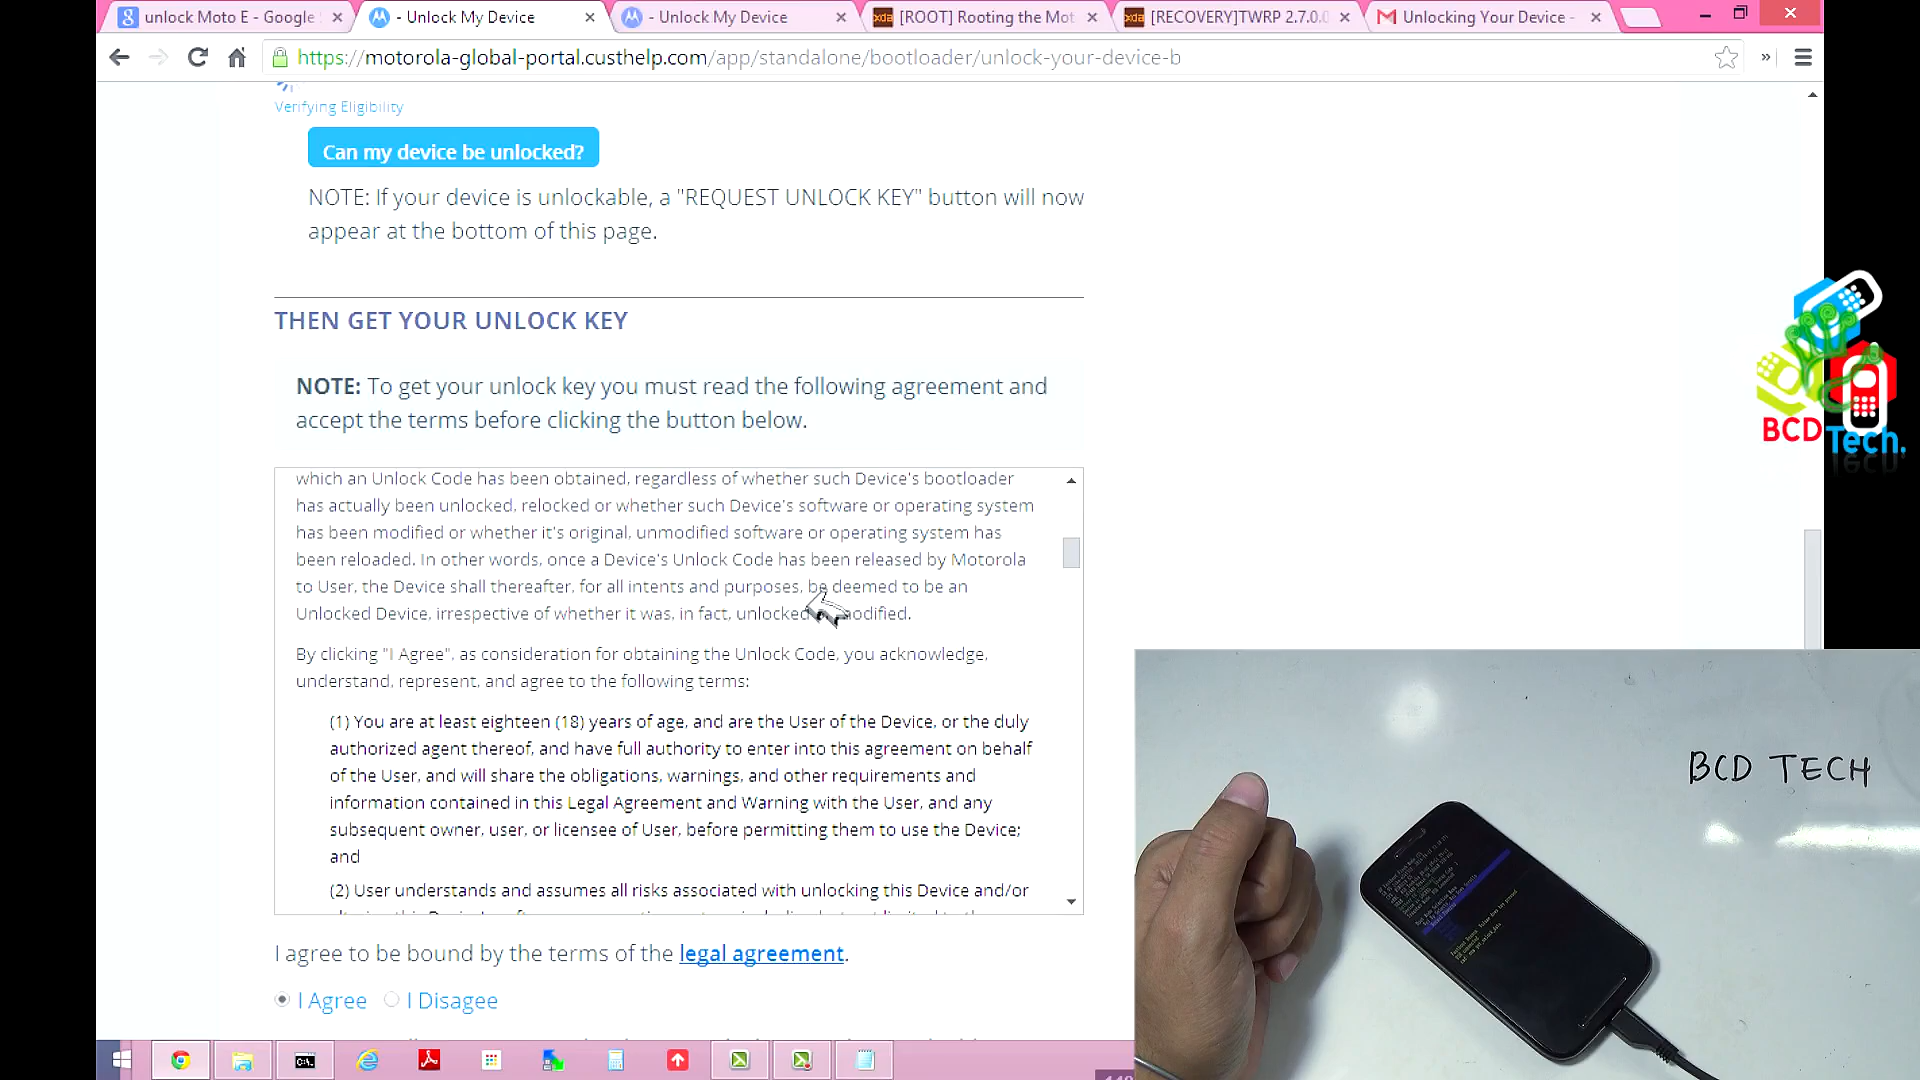 unlock Moto E - Google
- Unlock My Device
- Unlock My Device
[ROOT] Rooting the Mot
[RECOVERY]TWRP 2.7.0.0
Unlocking Your Device -
https://motorola-global-portal.custhelp.com/app/standalone/bootloader/unlock-your-device-b
Verifying Eligibility
Can my device be unlocked?
NOTE: If your device is unlockable, a "REQUEST UNLOCK KEY" button will now
appear at the bottom of this page.
THEN GET YOUR UNLOCK KEY
NOTE: To get your unlock key you must read the following agreement and
accept the terms before clicking the button below.
which an Unlock Code has been obtained, regardless of whether such Device's bootloader
has actually been unlocked, relocked or whether such Device's software or operating system
has been modified or whether it's original, unmodified software or operating system has
been reloaded. In other words, once a Device's Unlock Code has been released by Motorola
to User, the Device shall thereafter, for all intents and purposes, be deemed to be an
Unlocked Device, irrespective of whether it was, in fact, unlocked modified.
By clicking "I Agree", as consideration for obtaining the Unlock Code, you acknowledge,
understand, represent, and agree to the following terms:
(1) You are at least eighteen (18) years of age, and are the User of the Device, or the duly
authorized agent thereof, and have full authority to enter into this agreement on behalf
of the User, and will share the obligations, warnings, and other requirements and
information contained in this Legal Agreement and Warning with the User, and any
subsequent owner, user, or licensee of User, before permitting them to use the Device;
and
(2) User understands and assumes all risks associated with unlocking this Device and/or
I agree to be bound by the terms of the legal agreement.
I Agree
I Disagee
BCD
Tech.
BCD TECH